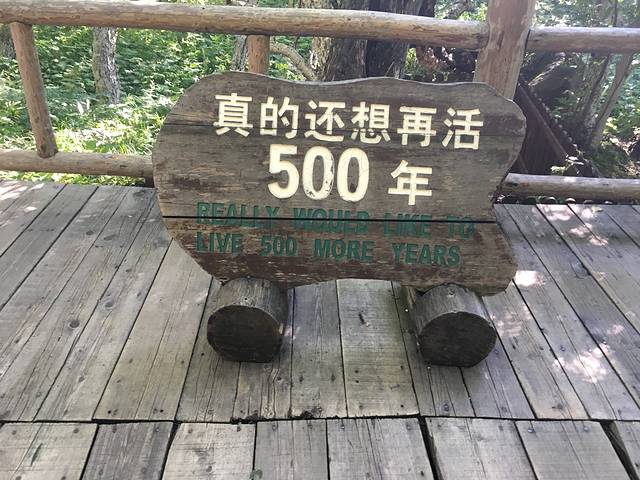 真的还想再活
500 年
REALLY WOULD LIKE TO
LIVE 500 MORE YEARS